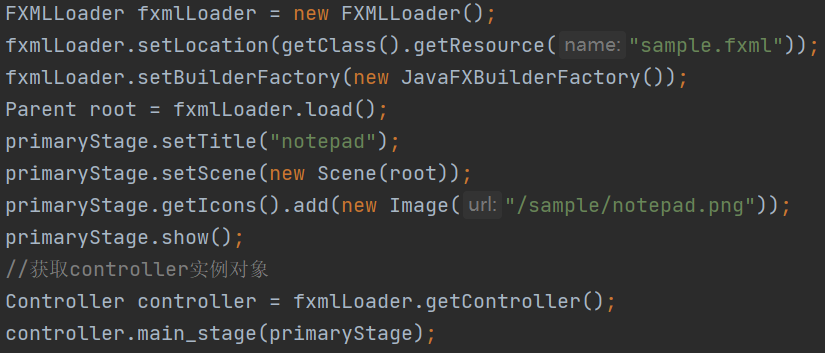 FXMLLoader fxmlLoader = new FXMLLoader();
fxmlLoader.setLocation(getClass().getResource( name: "sample.fxml"));
fxmlLoader.setBuilderFactory(new JavaFXBuilderFactory());
Parent root = fxmlLoader.load();
primaryStage.setTitle("notepad");
primaryStage.setScene(new Scene(root));
primaryStage.getIcons().add(new Image( url: "/sample/notepad.png"));
primaryStage.show();
//获取controller实例对象
Controller controller = fxmlLoader.getController();
controller.main_stage(primaryStage);